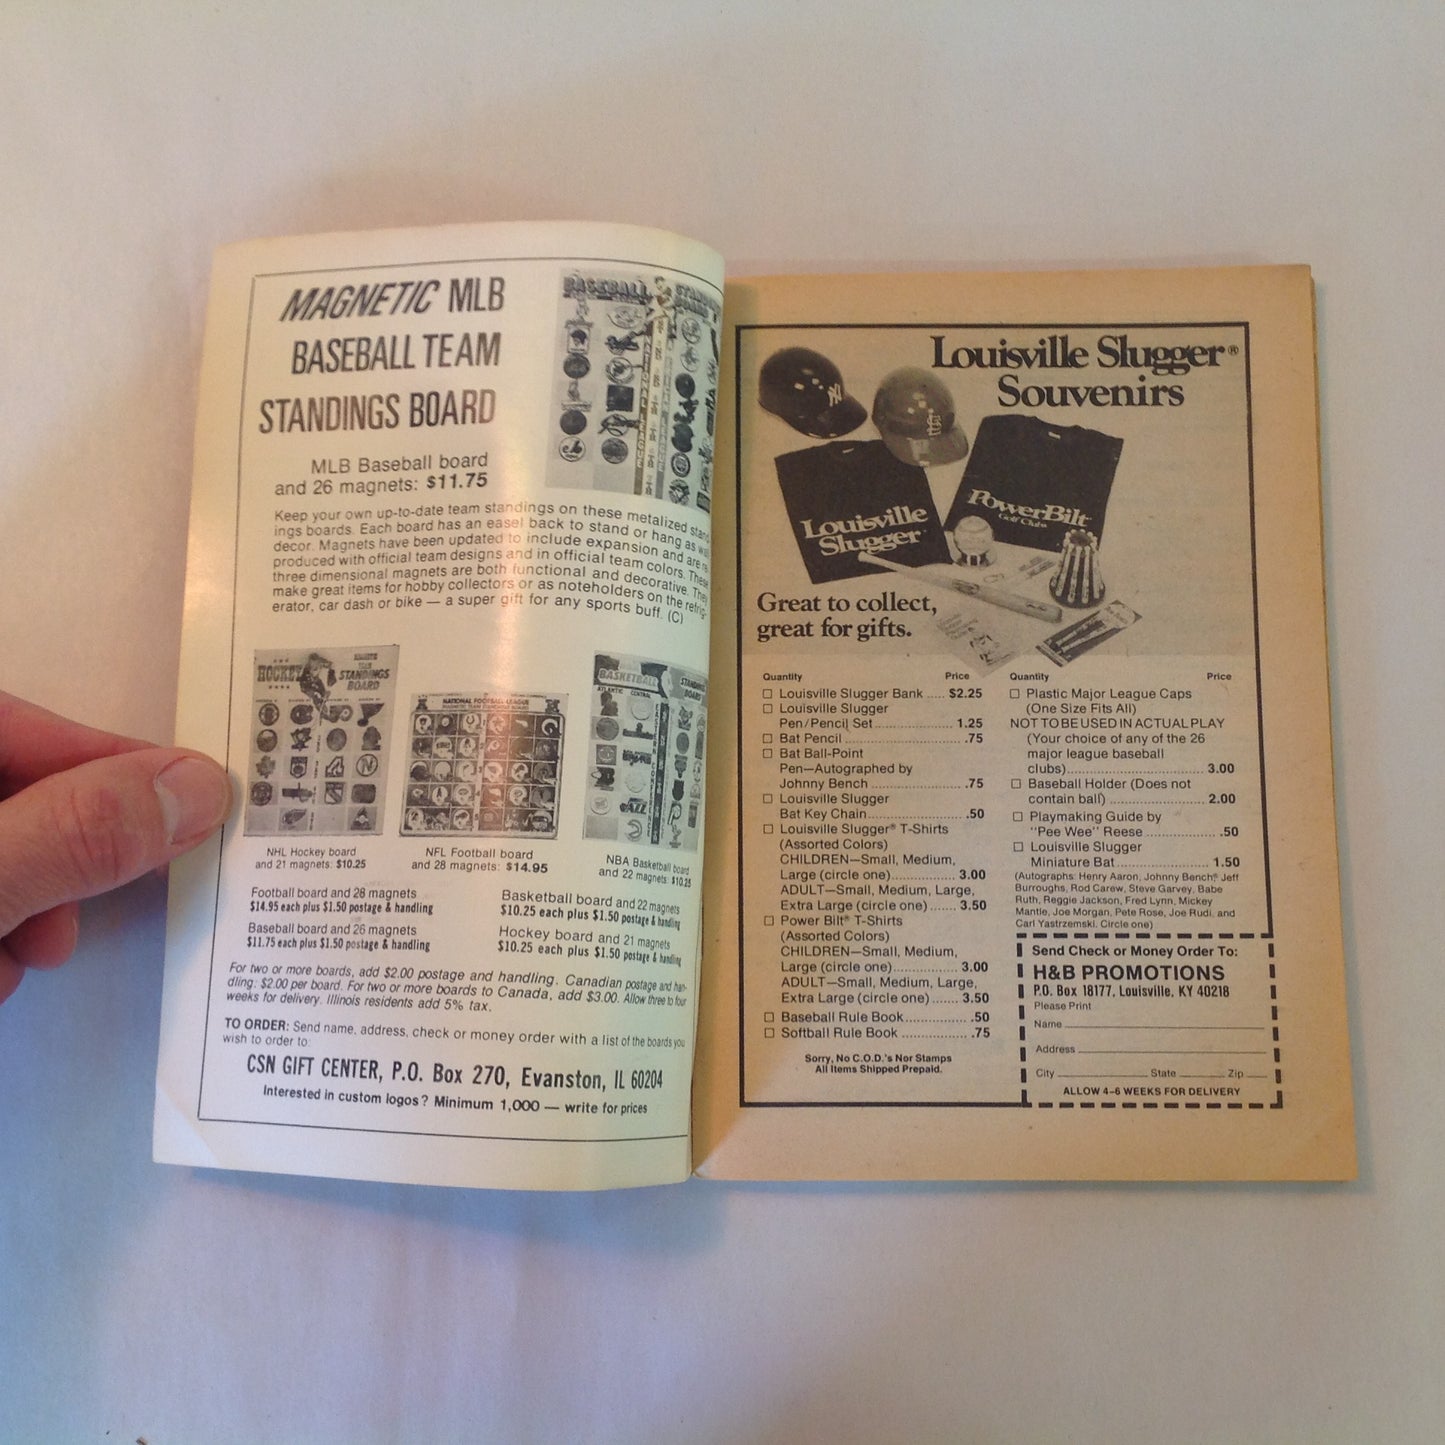 MAGNETIC MLB
BASEBALL TEAM
STANDINGS BOARD
MLB Baseball board
and 26 magnets: $11.75
BASEBALL
Keep your own up-to-date team standings on these metalized stand
ings boards. Each board has an easel back to stand or hang as wall
decor. Magnets have been updated to include expansion and are re
produced with official team designs and in official team colors. These
three dimensional magnets are both functional and decorative. They
make great items for hobby collectors or as noteholders on the refrig-
erator, car dash or bike — a super gift for any sports buff. (C)
HOCKEY
STANDINGS
BOARD
NATIONAL FOOTBALL LEAGUE
MAGNETIC TEAM STANDINGS BOARD
BASKETBALL
ATLANTIC CENTRAL
JAZZ
NHL Hockey board
and 21 magnets: $10.25
NFL Football board
and 28 magnets: $14.95
NBA Basketball board
and 22 magnets: $10.25
Football board and 28 magnets
$14.95 each plus $1.50 postage & handling
Baseball board and 26 magnets
$11.75 each plus $1.50 postage & handling
Basketball board and 22 magnets
$10.25 each plus $1.50 postage & handling
Hockey board and 21 magnets
$10.25 each plus $1.50 postage & handling
For two or more boards, add $2.00 postage and handling. Canadian postage and han-
dling: $2.00 per board. For two or more boards to Canada, add $3.00. Allow three to four
weeks for delivery. Illinois residents add 5% tax.
TO ORDER: Send name, address, check or money order with a list of the boards you
wish to order to:
CSN GIFT CENTER, P.O. Box 270, Evanston, IL 60204
Interested in custom logos? Minimum 1,000 — write for prices
Louisville Slugger®
Souvenirs
NY
Louisville
Slugger
PowerBilt
Golf Clubs
Great to collect,
great for gifts.
Quantity Price
☐ Louisville Slugger Bank ..... $2.25
☐ Louisville Slugger
Pen/Pencil Set .................... 1.25
☐ Bat Pencil .......................... .75
☐ Bat Ball-Point
Pen—Autographed by
Johnny Bench .................... .75
☐ Louisville Slugger
Bat Key Chain ..................... .50
☐ Louisville Slugger® T-Shirts
(Assorted Colors)
CHILDREN—Small, Medium,
Large (circle one) ................ 3.00
ADULT—Small, Medium, Large,
Extra Large (circle one) ....... 3.50
☐ Power Bilt® T-Shirts
(Assorted Colors)
CHILDREN—Small, Medium,
Large (circle one) ................ 3.00
ADULT—Small, Medium, Large,
Extra Large (circle one) ....... 3.50
☐ Baseball Rule Book ............... .50
☐ Softball Rule Book ................ .75
Sorry, No C.O.D.'s Nor Stamps
All Items Shipped Prepaid.
Quantity Price
☐ Plastic Major League Caps
(One Size Fits All)
NOT TO BE USED IN ACTUAL PLAY
(Your choice of any of the 26
major league baseball
clubs) ................................ 3.00
☐ Baseball Holder (Does not
contain ball) ....................... 2.00
☐ Playmaking Guide by
"Pee Wee" Reese ................. .50
☐ Louisville Slugger
Miniature Bat ...................... 1.50
(Autographs: Henry Aaron, Johnny Bench, Jeff
Burroughs, Rod Carew, Steve Garvey, Babe
Ruth, Reggie Jackson, Fred Lynn, Mickey
Mantle, Joe Morgan, Pete Rose, Joe Rudi, and
Carl Yastrzemski. Circle one)
Send Check or Money Order To:
H&B PROMOTIONS
P.O. Box 18177, Louisville, KY 40218
Please Print
Name
Address
City State Zip
ALLOW 4–6 WEEKS FOR DELIVERY